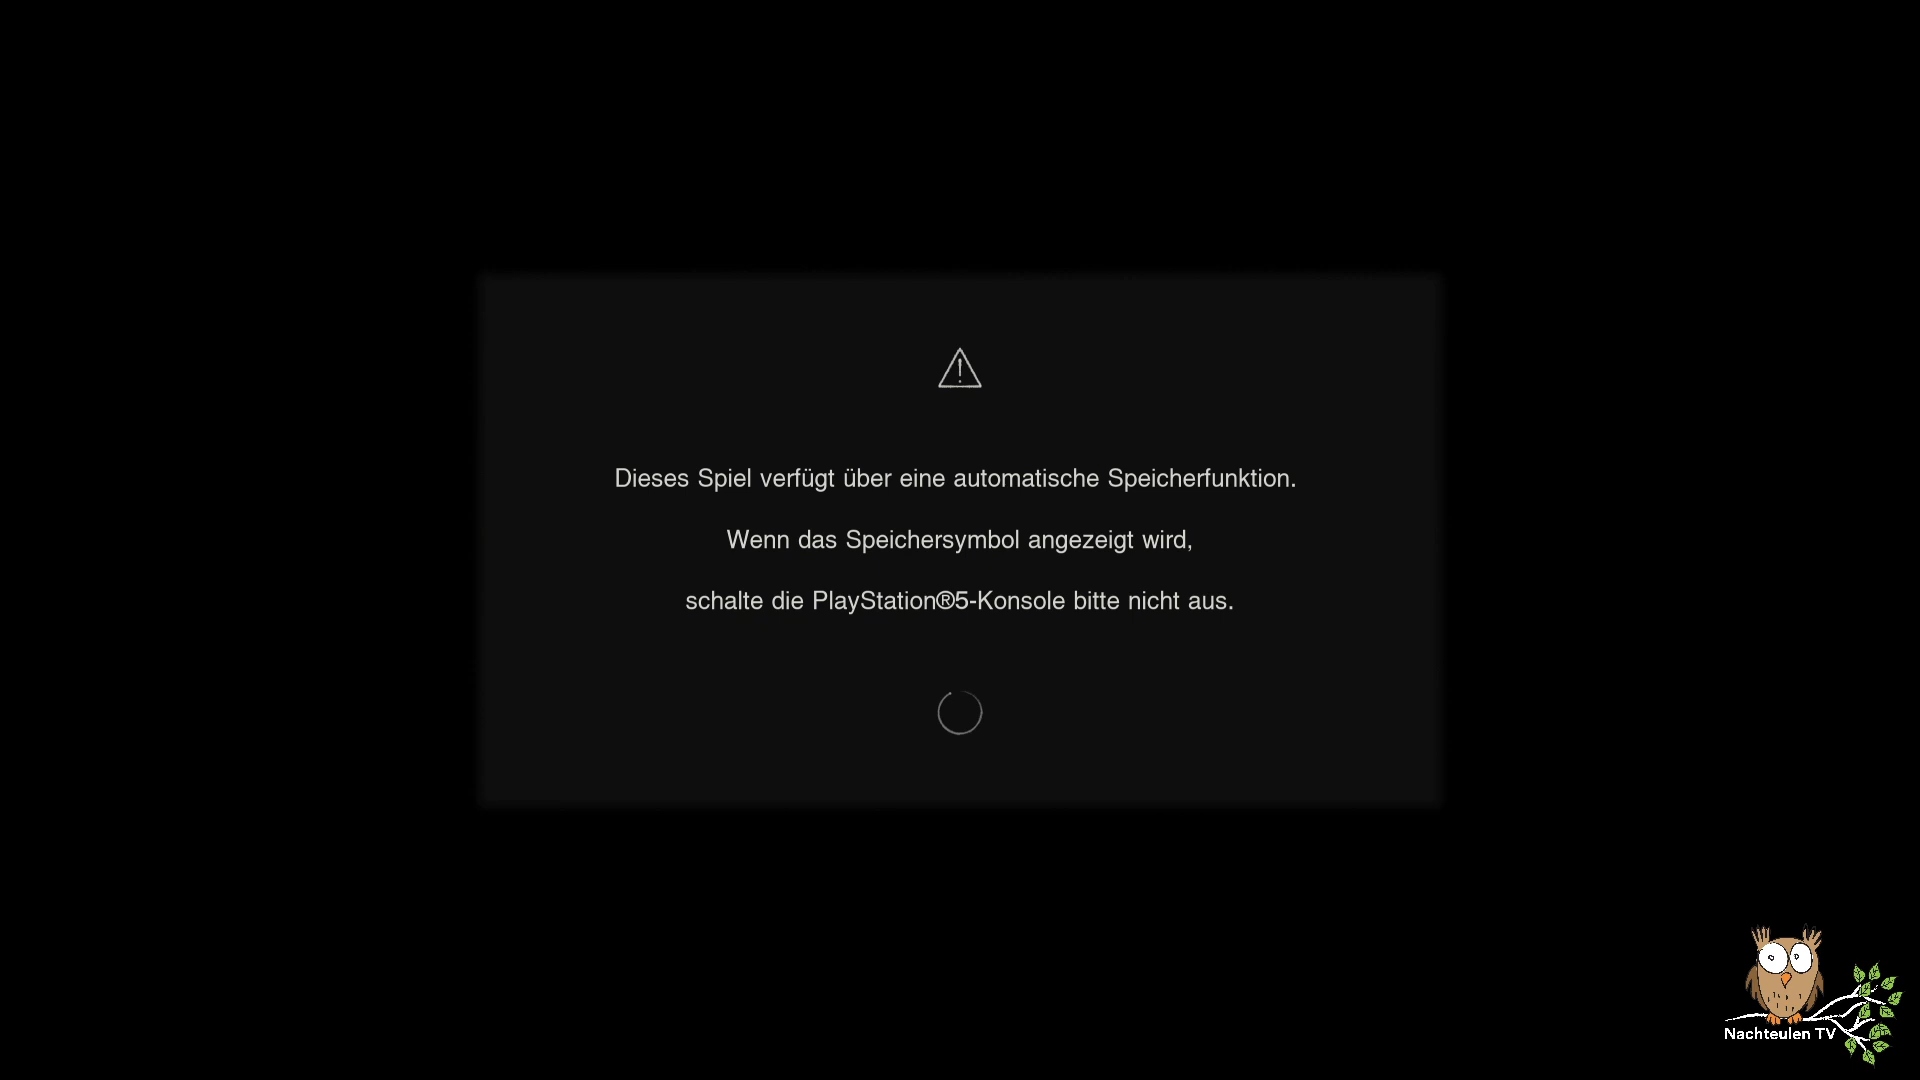 Dieses Spiel verfügt über eine automatische Speicherfunktion.
Wenn das Speichersymbol angezeigt wird,
schalte die PlayStation®5-Konsole bitte nicht aus.
Nachteulen TV